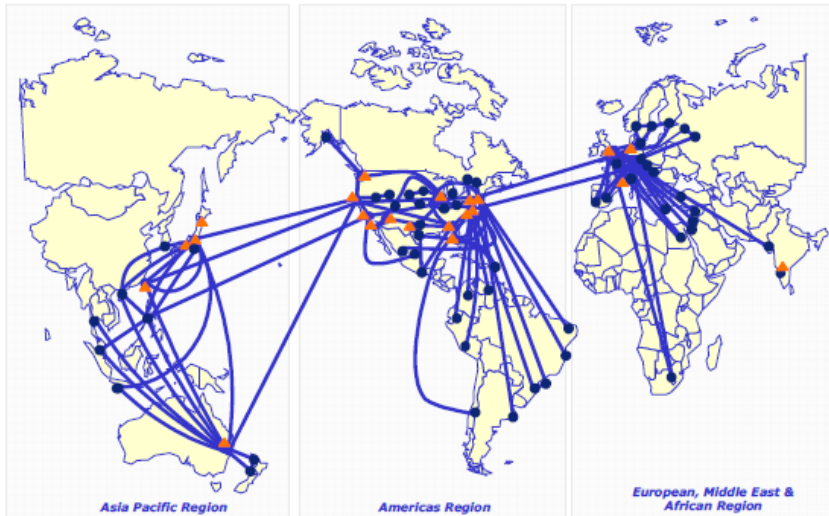 Asia Pacific Region
Americas Region
European, Middle East &
African Region